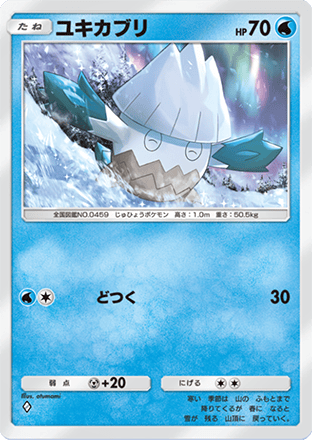 たね ユキカブリ HP70
全国図鑑NO.0459 じゅひょうポケモン 高さ：1.0m 重さ：50.5kg
どつく 30
弱点 +20 にげる
Illus. otumami
寒い 季節は 山の ふもとまで
降りてくるが 春に なると
雪が 残る 山頂に 戻っていく。